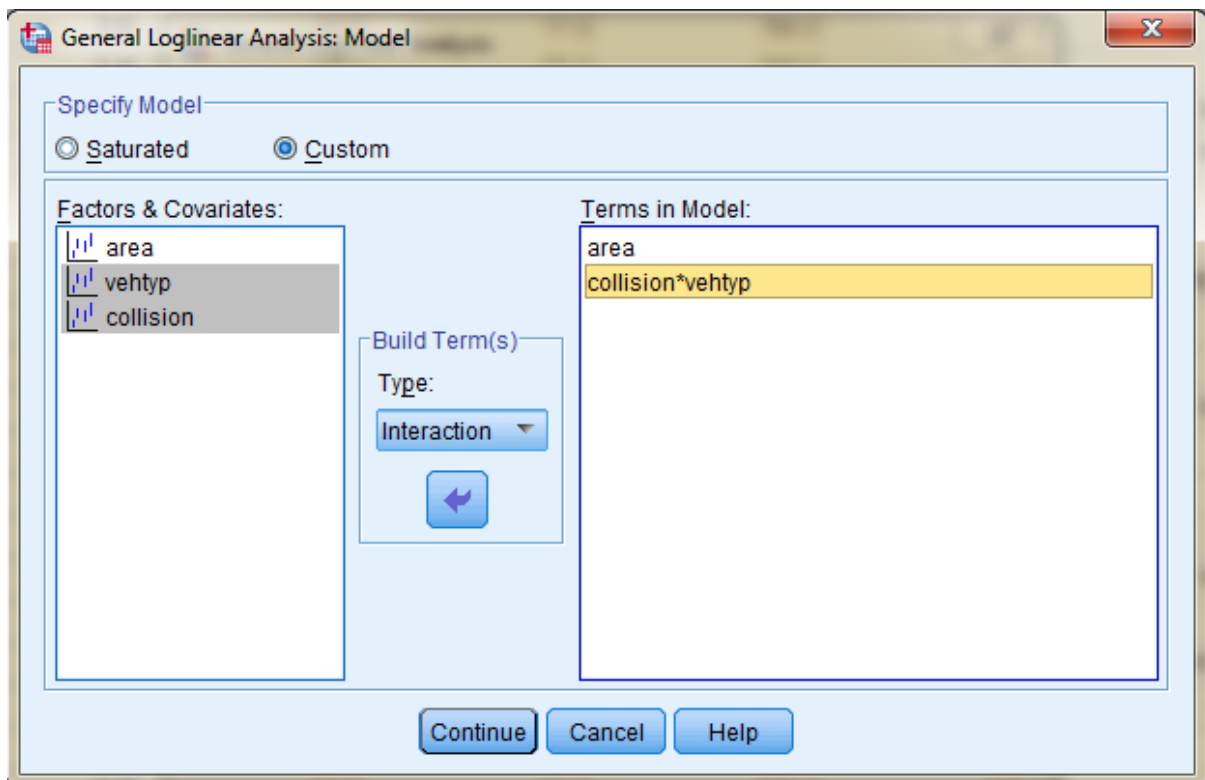 General Loglinear Analysis: Model
Specify Model
Saturated
Custom
Factors & Covariates:
area
vehtyp
collision
Build Term(s)
Type:
Interaction
Terms in Model:
area
collision*vehtyp
Continue
Cancel
Help